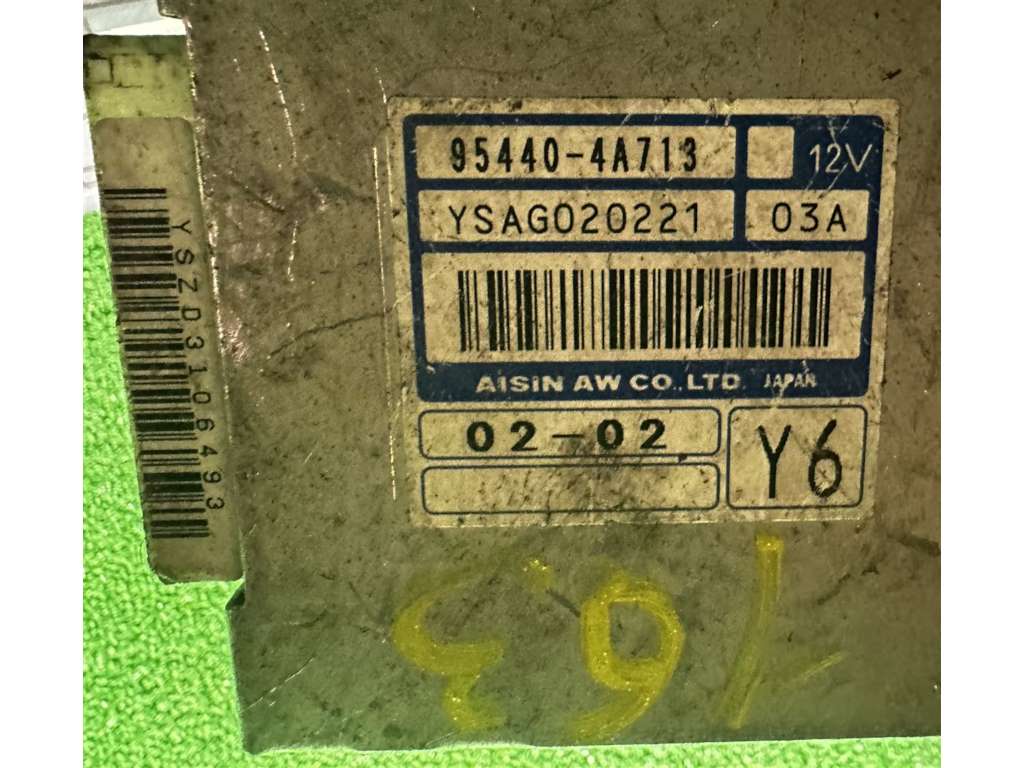 95440-4A713
12V
YSAG020221
03A
AISIN AW CO.,LTD. JAPAN
02-02
Y6
YSZD3106493